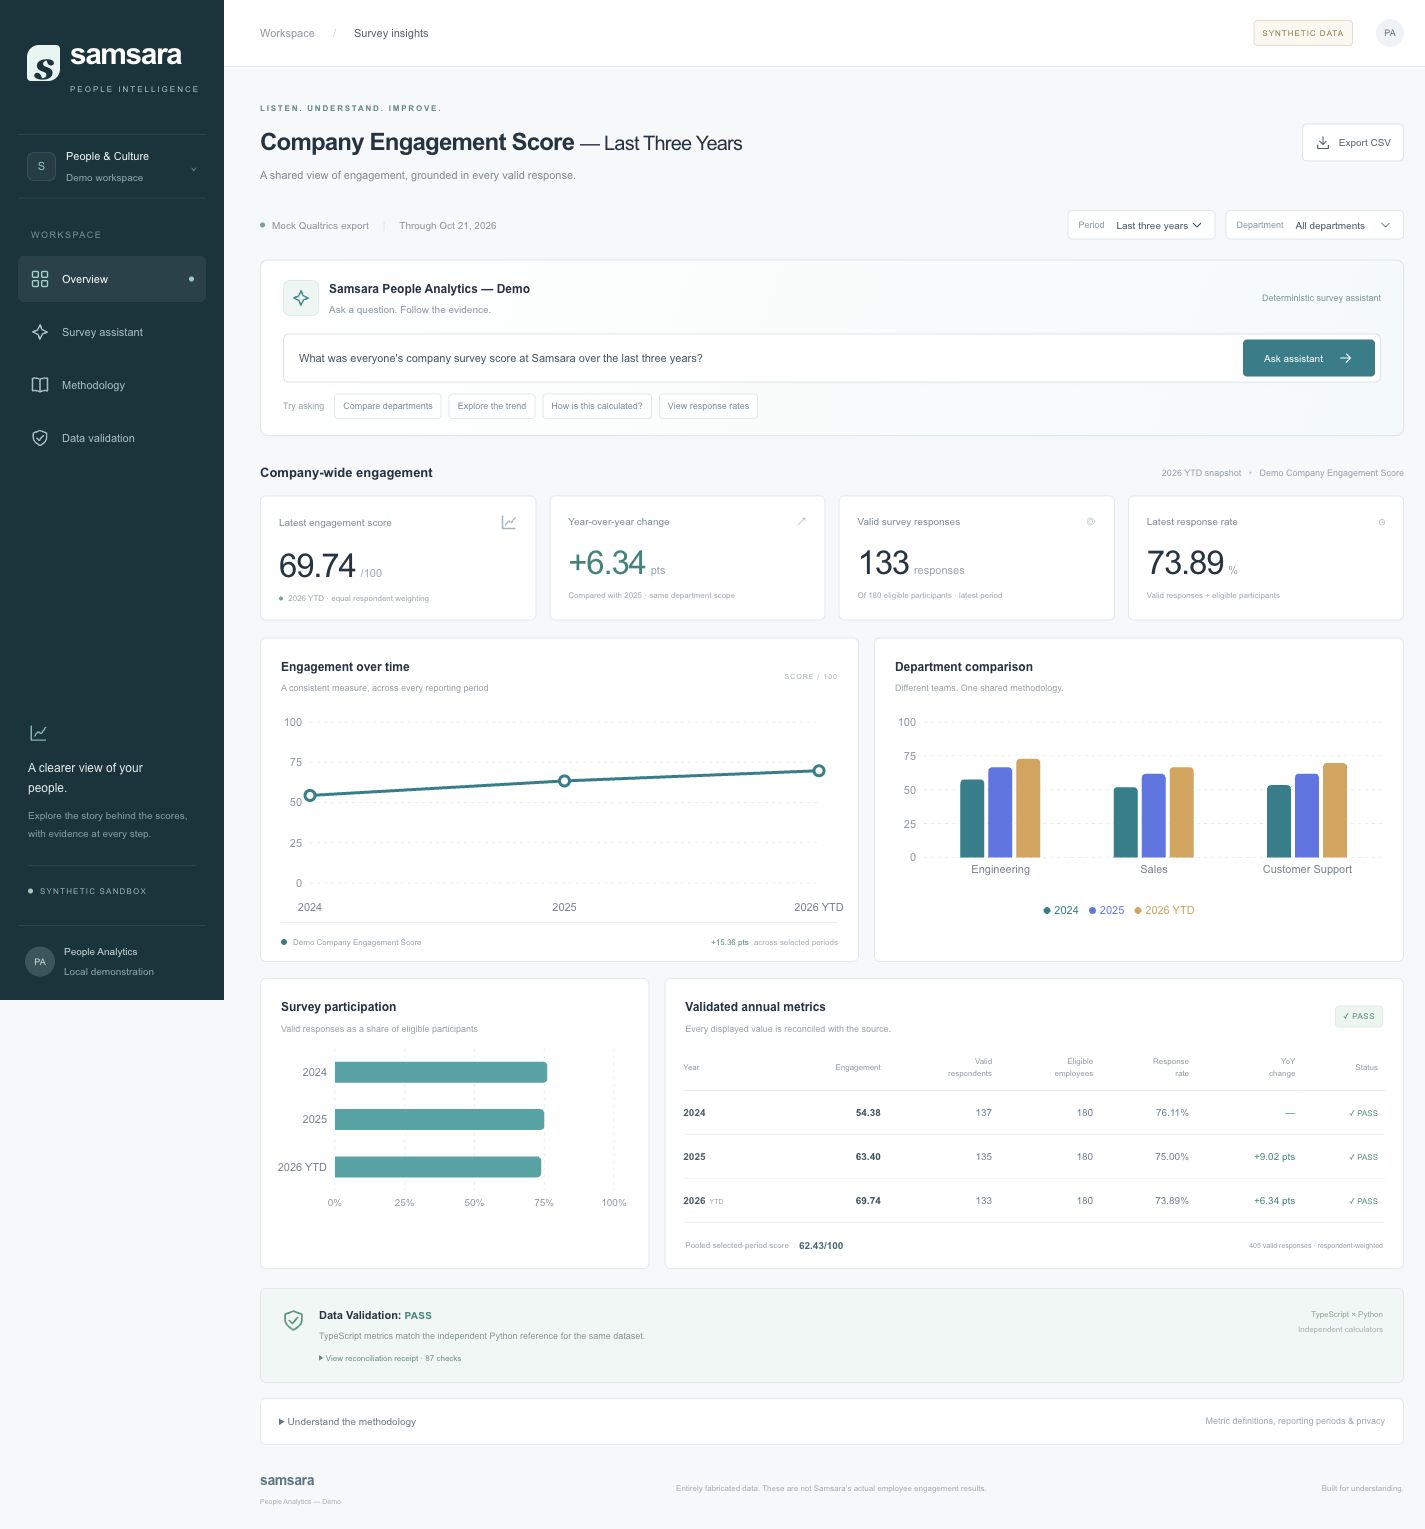 samsara
PEOPLE INTELLIGENCE
S
People & Culture
Demo workspace
WORKSPACE
Overview
Survey assistant
Methodology
Data validation
A clearer view of your
people.
Explore the story behind the scores,
with evidence at every step.
SYNTHETIC SANDBOX
PA
People Analytics
Local demonstration
Workspace / Survey insights
SYNTHETIC DATA
PA
LISTEN. UNDERSTAND. IMPROVE.
Company Engagement Score — Last Three Years
A shared view of engagement, grounded in every valid response.
Export CSV
Mock Qualtrics export | Through Oct 21, 2026
Period Last three years
Department All departments
Samsara People Analytics — Demo
Ask a question. Follow the evidence.
Deterministic survey assistant
What was everyone's company survey score at Samsara over the last three years?
Ask assistant
Try asking Compare departments Explore the trend How is this calculated? View response rates
Company-wide engagement
2026 YTD snapshot • Demo Company Engagement Score
Latest engagement score
69.74 /100
2026 YTD · equal respondent weighting
Year-over-year change
+6.34 pts
Compared with 2025 · same department scope
Valid survey responses
133 responses
Of 180 eligible participants · latest period
Latest response rate
73.89 %
Valid responses ÷ eligible participants
Engagement over time
A consistent measure, across every reporting period
SCORE / 100
100
75
50
25
0
2024 2025 2026 YTD
Demo Company Engagement Score
+15.36 pts across selected periods
Department comparison
Different teams. One shared methodology.
100
75
50
25
0
Engineering Sales Customer Support
2024 2025 2026 YTD
Survey participation
Valid responses as a share of eligible participants
2024
2025
2026 YTD
0% 25% 50% 75% 100%
Validated annual metrics
Every displayed value is reconciled with the source.
✓ PASS
Year Engagement Valid respondents Eligible employees Response rate YoY change Status
2024 54.38 137 180 76.11% — ✓ PASS
2025 63.40 135 180 75.00% +9.02 pts ✓ PASS
2026 YTD 69.74 133 180 73.89% +6.34 pts ✓ PASS
Pooled selected-period score 62.43/100
405 valid responses · respondent-weighted
Data Validation: PASS
TypeScript metrics match the independent Python reference for the same dataset.
View reconciliation receipt · 87 checks
TypeScript × Python
Independent calculators
Understand the methodology
Metric definitions, reporting periods & privacy
samsara
People Analytics — Demo
Entirely fabricated data. These are not Samsara's actual employee engagement results.
Built for understanding.